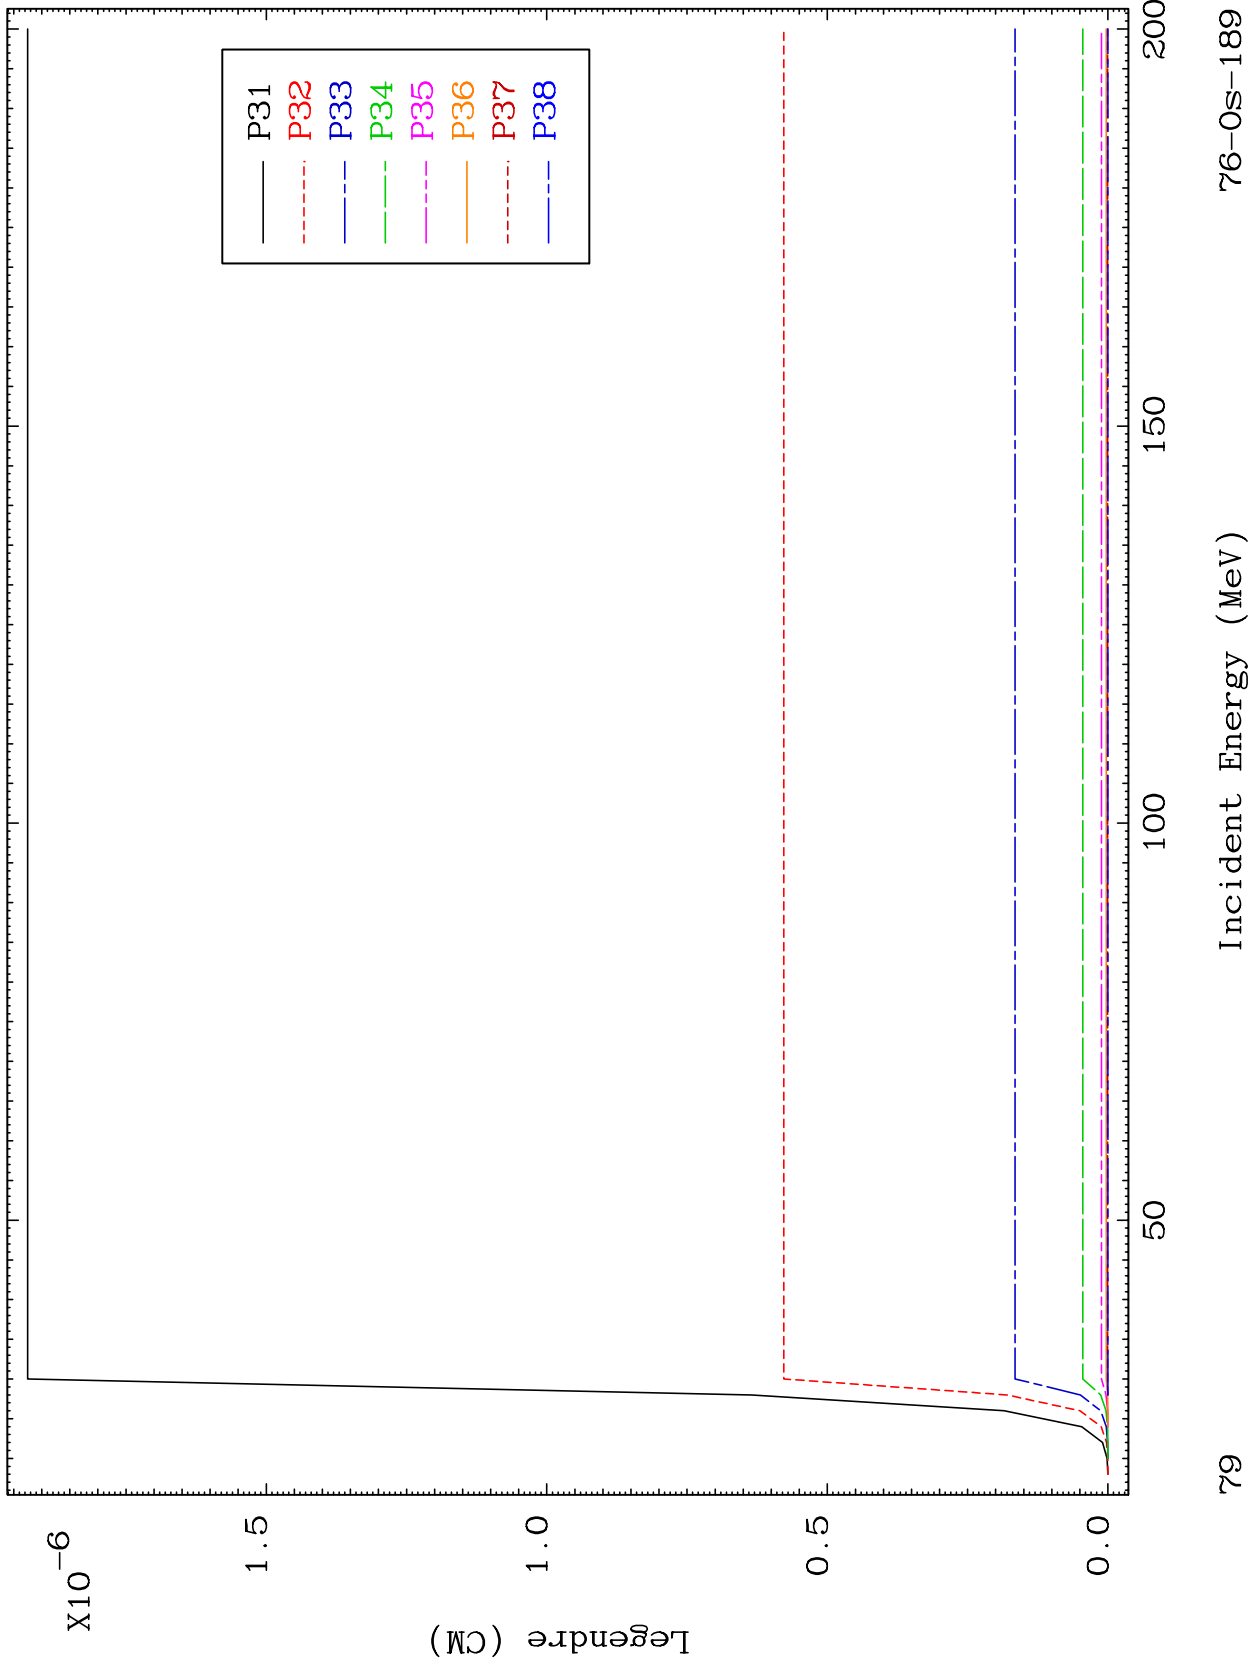 X10-6
1.5
1.0
0.5
0.0
Legendre (CM)
P31
P32
P33
P34
P35
P36
P37
P38
50
100
150
200
79
Incident Energy (MeV)
76-Os-189